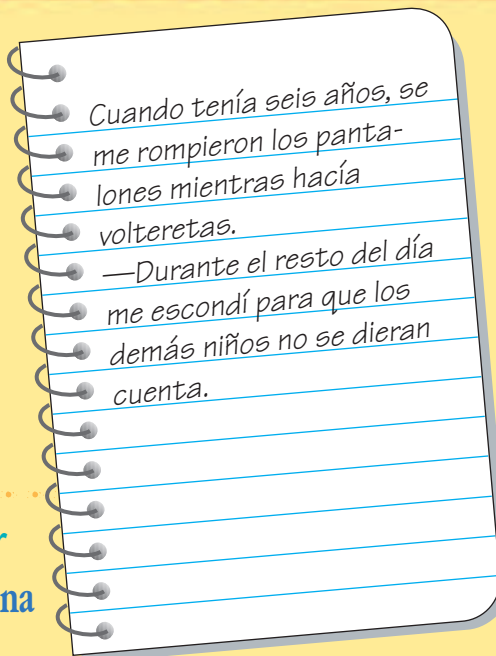 Cuando tenía seis años, se
me rompieron los panta-
lones mientras hacía
volteretas.
—Durante el resto del día
me escondí para que los
demás niños no se dieran
cuenta.
r
na